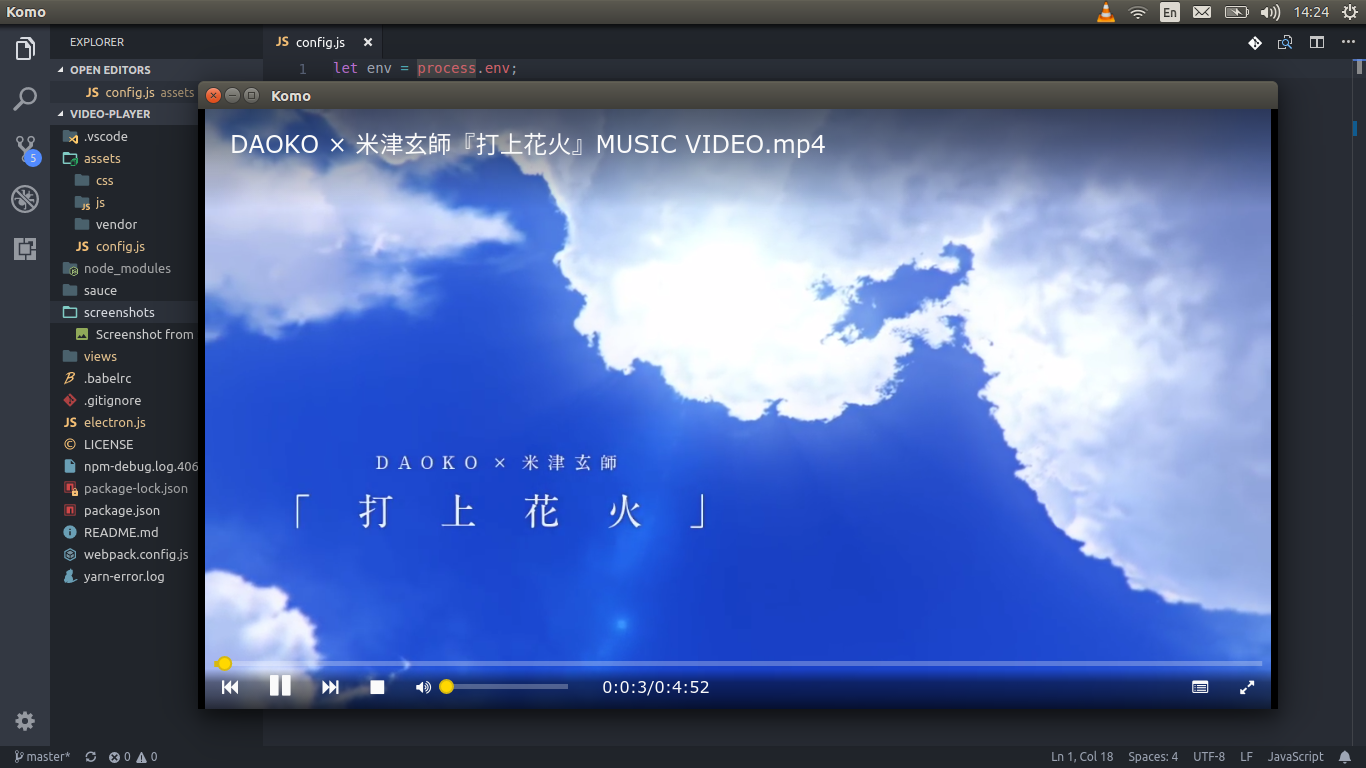 Komo
En
14:24
EXPLORER
JS config.js
OPEN EDITORS
JS config.js assets
1 let env = process.env;
VIDEO-PLAYER
.vscode
assets
css
js
vendor
JS config.js
node_modules
sauce
screenshots
Screenshot from
views
.babelrc
.gitignore
JS electron.js
LICENSE
npm-debug.log.406
package-lock.json
package.json
README.md
webpack.config.js
yarn-error.log
5
Komo
DAOKO × 米津玄師『打上花火』MUSIC VIDEO.mp4
DAOKO × 米津玄師
「打上花火」
0:0:3/0:4:52
master*
0
0
Ln 1, Col 18
Spaces: 4
UTF-8
LF
JavaScript